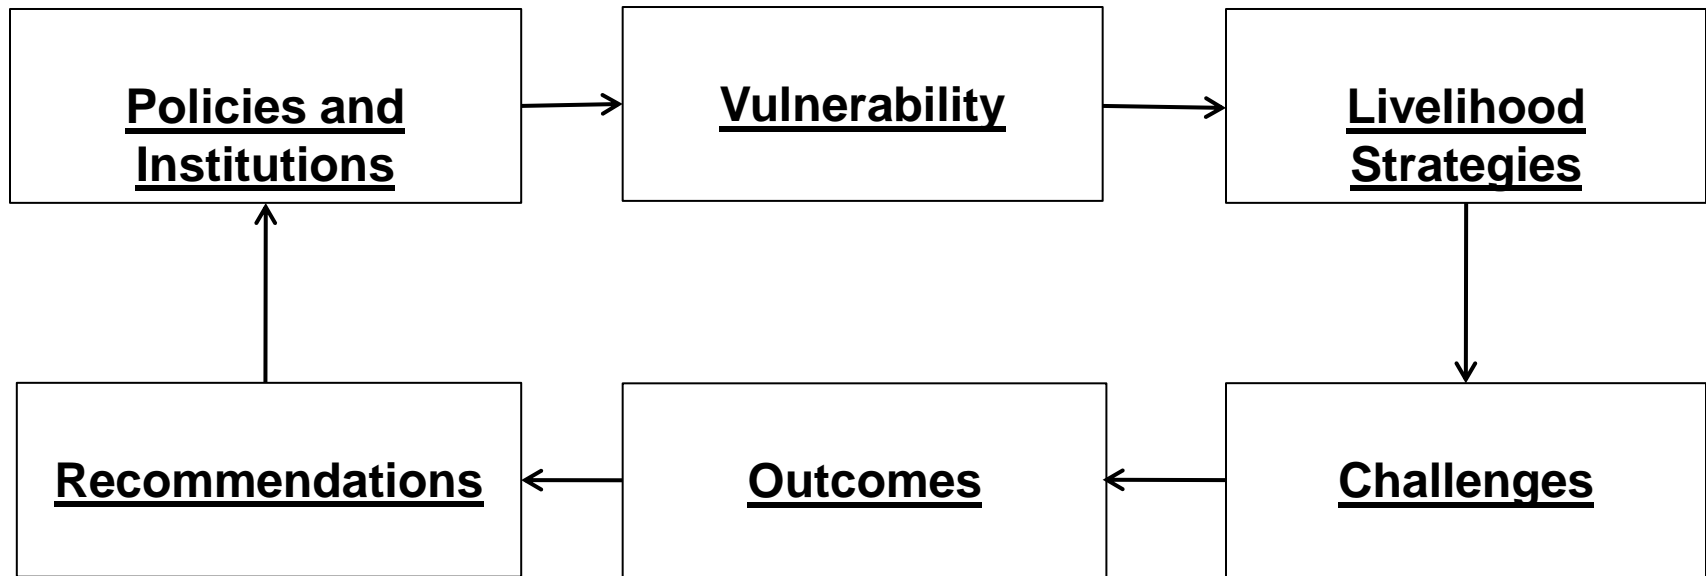 Policies and
Institutions
Vulnerability
Livelihood
Strategies
Recommendations
Outcomes
Challenges